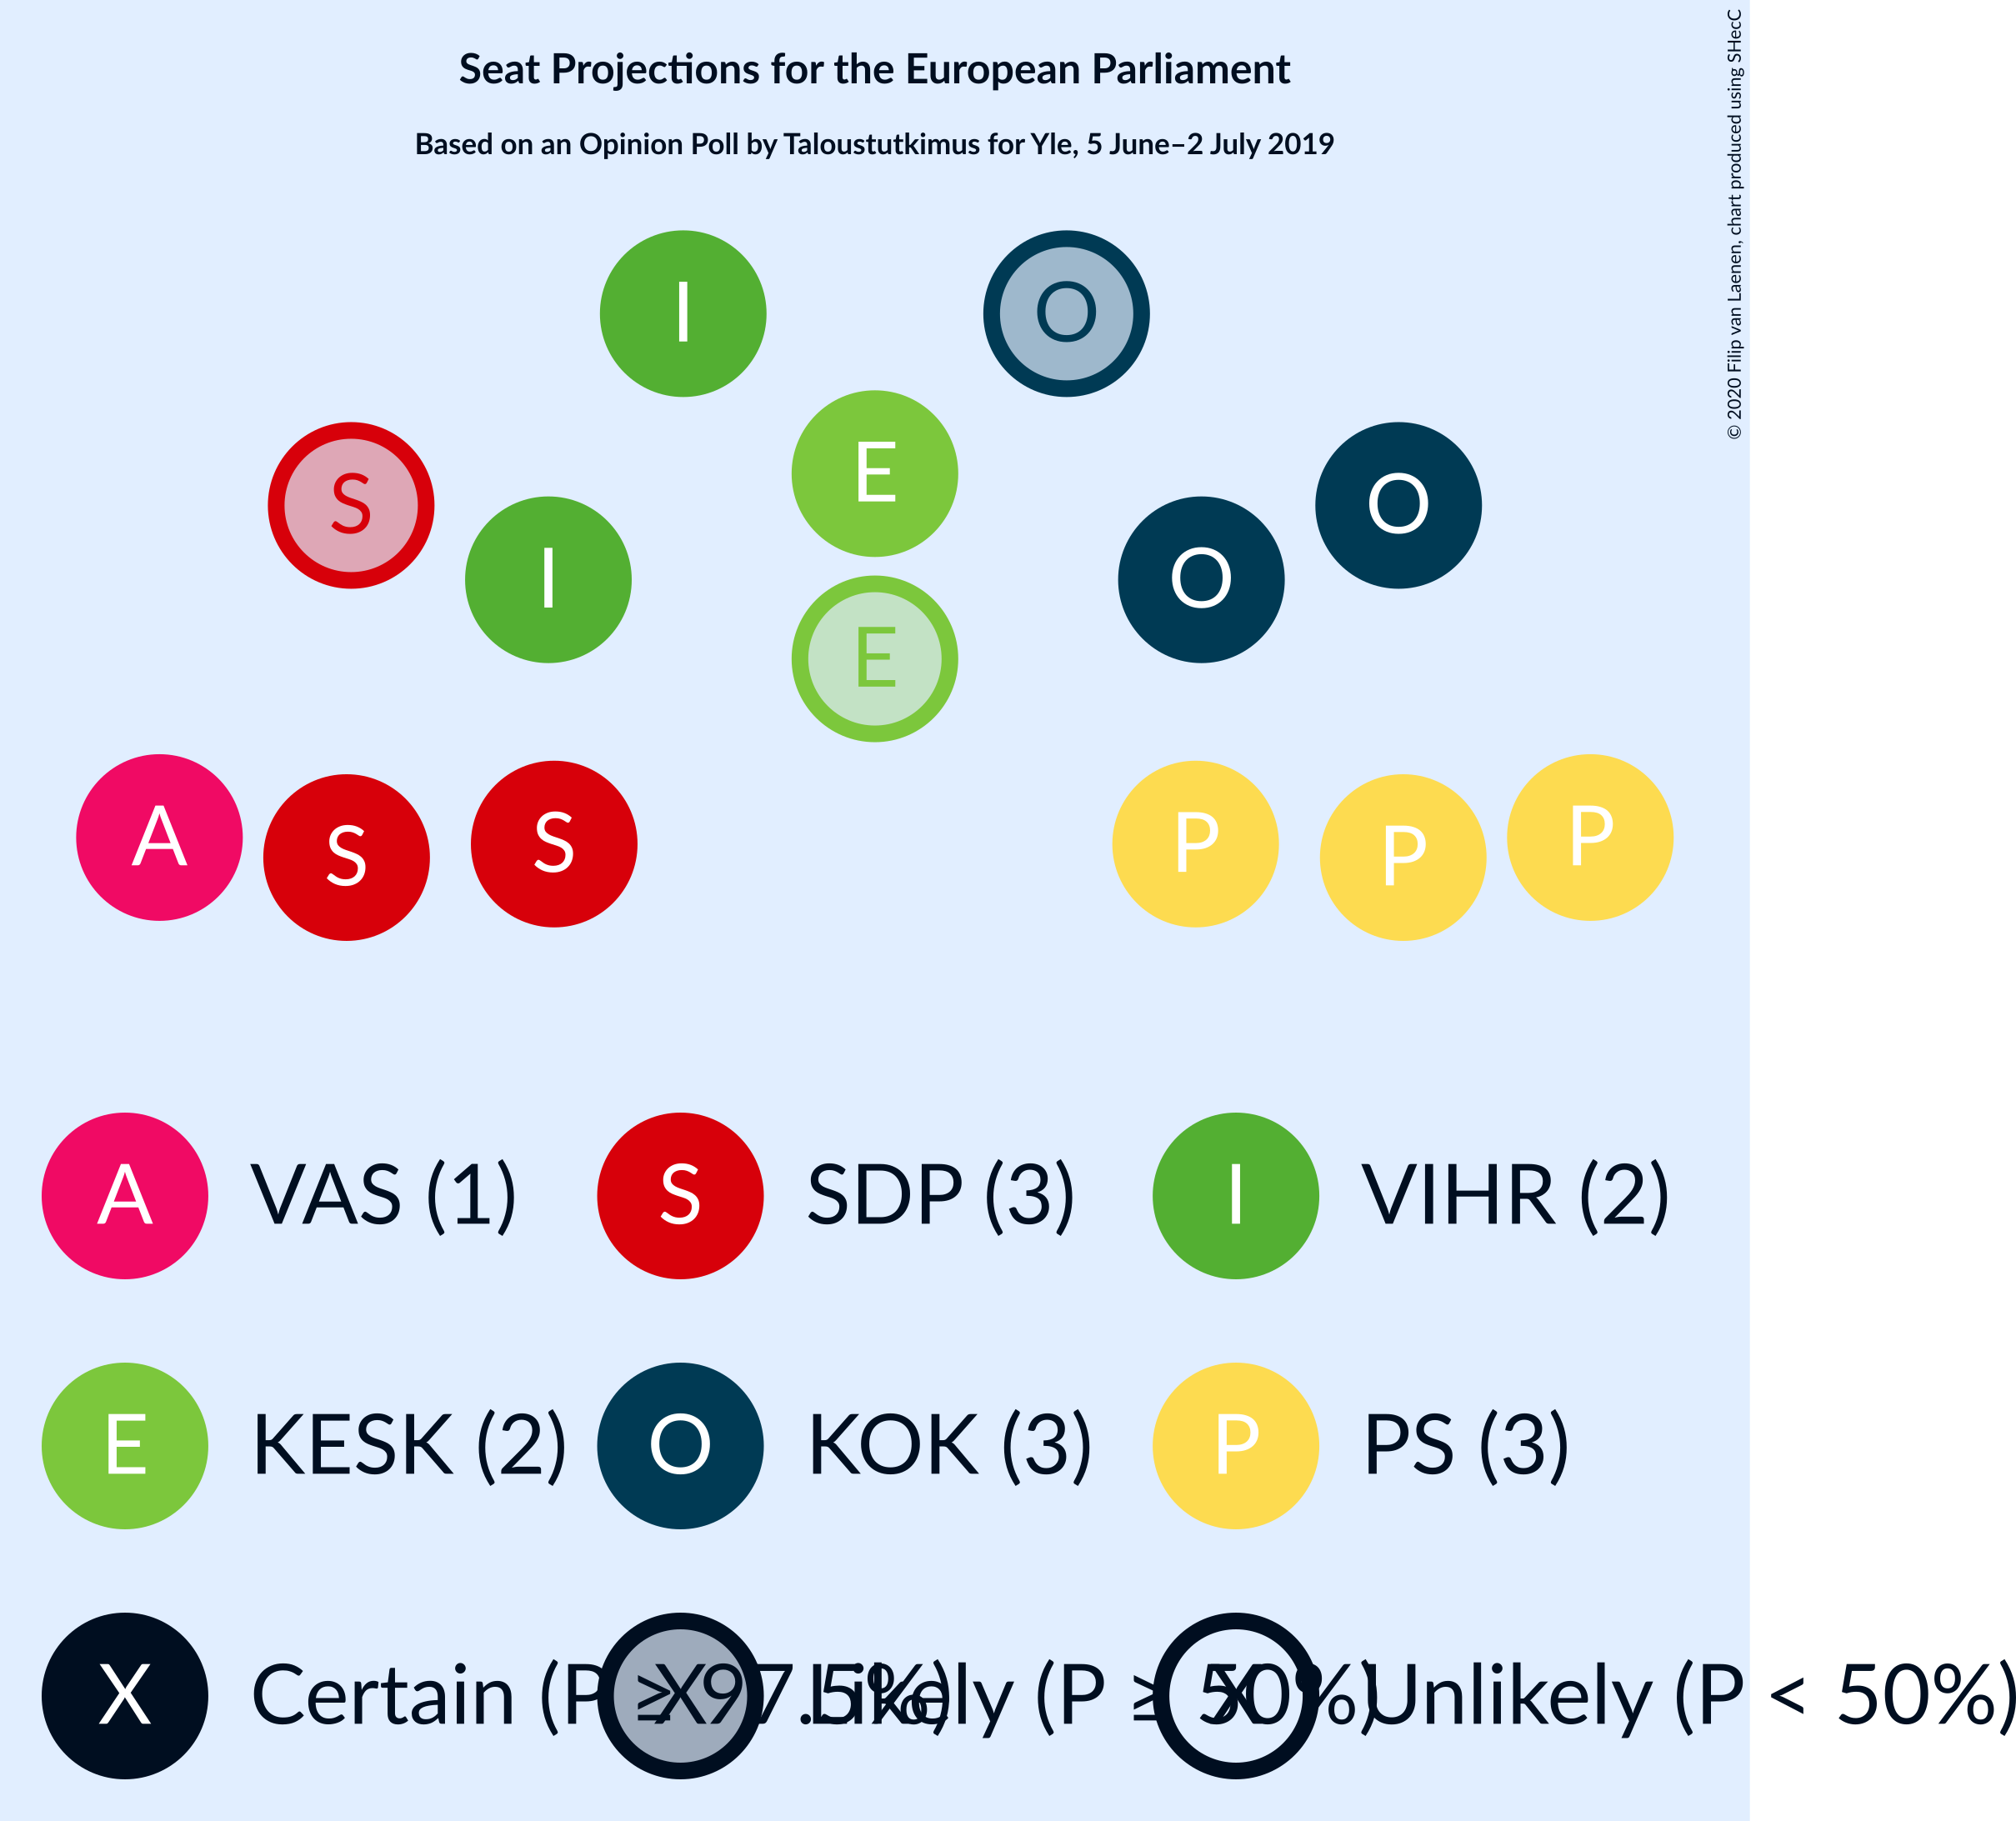 Seat Projections for the European Parliament
Based on an Opinion Poll by Taloustutkimus for Yle, 5 June–2 July 2019
© 2020 Filip van Laenen, chart produced using SHecC
I O
E
S O
I O
E
A P
S S P P
A VAS (1) S SDP (3) I VIHR (2)
E KESK (2) O KOK (3) P PS (3)
X Certain (P ≥ 97.5%) X Likely (P ≥ 50%) X Unlikely (P < 50%)